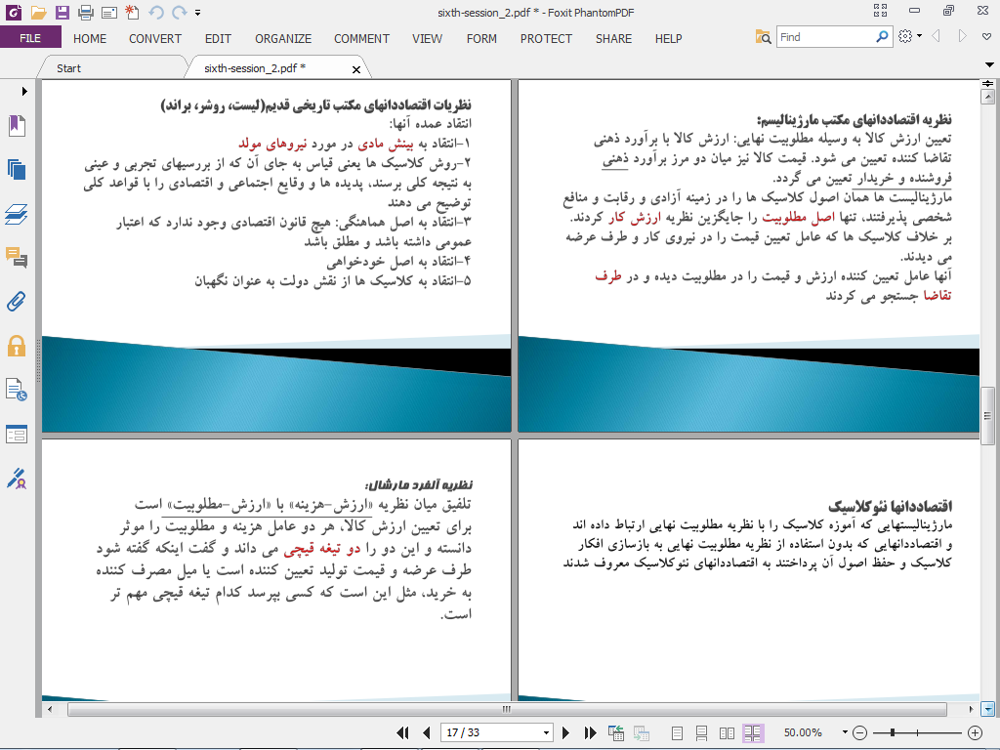 sixth-session_2.pdf * - Foxit PhantomPDF
FILE HOME CONVERT EDIT ORGANIZE COMMENT VIEW FORM PROTECT SHARE HELP
Find
Start
sixth-session_2.pdf *
نظریات اقتصاددانهای مکتب تاریخی قدیم(لیست، روشر، براند)
انتقاد عمده آنها:
۱-انتقاد به بینش مادی در مورد نیروهای مولد
۲-روش کلاسیک ها یعنی قیاس به جای آن که از بررسیهای تجربی و عینی
به نتیجه کلی برسند، پدیده ها و وقایع اجتماعی و اقتصادی را با قواعد کلی
توضیح می دهند
۳-انتقاد به اصل هماهنگی: هیچ قانون اقتصادی وجود ندارد که اعتبار
عمومی داشته باشد و مطلق باشد
۴-انتقاد به اصل خودخواهی
۵-انتقاد به کلاسیک ها از نقش دولت به عنوان نگهبان
نظریه اقتصاددانهای مکتب مارژینالیسم:
تعیین ارزش کالا به وسیله مطلوبیت نهایی: ارزش کالا با برآورد ذهنی
تقاضا کننده تعیین می شود. قیمت کالا نیز میان دو مرز برآورد ذهنی
فروشنده و خریدار تعیین می گردد.
مارژینالیست ها همان اصول کلاسیک ها را در زمینه آزادی و رقابت و منافع
شخصی پذیرفتند، تنها اصل مطلوبیت را جایگزین نظریه ارزش کار کردند.
بر خلاف کلاسیک ها که عامل تعیین قیمت را در نیروی کار و طرف عرضه
می دیدند.
آنها عامل تعیین کننده ارزش و قیمت را در مطلوبیت دیده و در طرف
تقاضا جستجو می کردند
نظریه آلفرد مارشال:
تلفیق میان نظریه «ارزش-هزینه» با «ارزش-مطلوبیت» است
برای تعیین ارزش کالا، هر دو عامل هزینه و مطلوبیت را موثر
دانسته و این دو را دو تیغه قیچی می داند و گفت اینکه گفته شود
طرف عرضه و قیمت تولید تعیین کننده است یا میل مصرف کننده
به خرید، مثل این است که کسی بپرسد کدام تیغه قیچی مهم تر
است.
اقتصاددانها نئوکلاسیک
مارژینالیستهایی که آموزه کلاسیک را با نظریه مطلوبیت نهایی ارتباط داده اند
و اقتصاددانهایی که بدون استفاده از نظریه مطلوبیت نهایی به بازسازی افکار
کلاسیک و حفظ اصول آن پرداختند به اقتصاددانهای نئوکلاسیک معروف شدند
17 / 33
50.00%